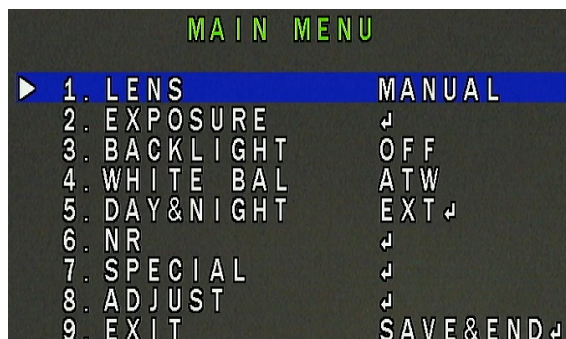 MAIN MENU
1. LENS MANUAL
2. EXPOSURE ↲
3. BACKLIGHT OFF
4. WHITE BAL ATW
5. DAY&NIGHT EXT↲
6. NR ↲
7. SPECIAL ↲
8. ADJUST ↲
9. EXIT SAVE&END↲